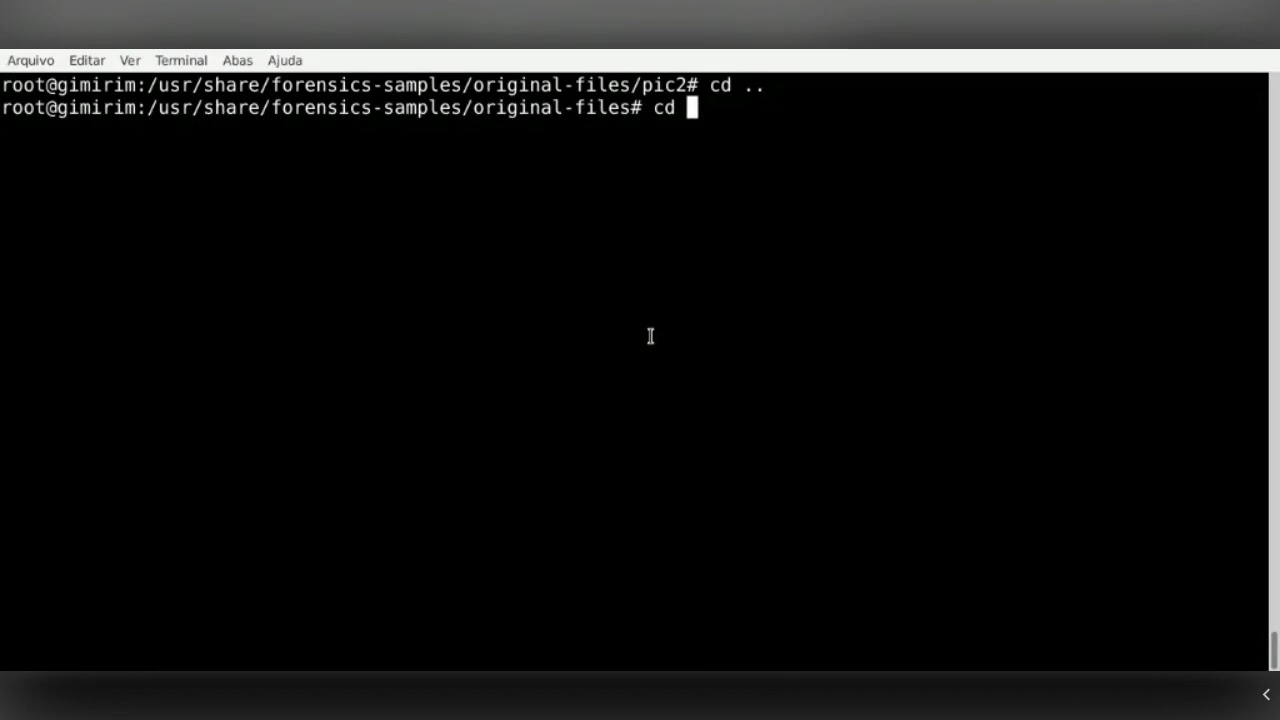 Arquivo Editar Ver Terminal Abas Ajuda
root@gimirim:/usr/share/forensics-samples/original-files/pic2# cd ..
root@gimirim:/usr/share/forensics-samples/original-files# cd